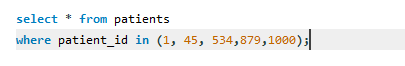 select * from patients
where patient_id in (1, 45, 534,879,1000);